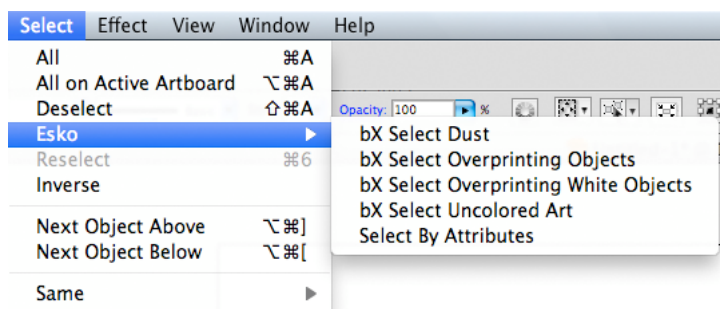 Select Effect View Window Help
All ⌘A
All on Active Artboard ⌥⌘A
Deselect ⇧⌘A
Opacity: 100 %
Esko
Reselect ⌘6
Inverse
Next Object Above ⌥⌘]
Next Object Below ⌥⌘[
Same
bX Select Dust
bX Select Overprinting Objects
bX Select Overprinting White Objects
bX Select Uncolored Art
Select By Attributes